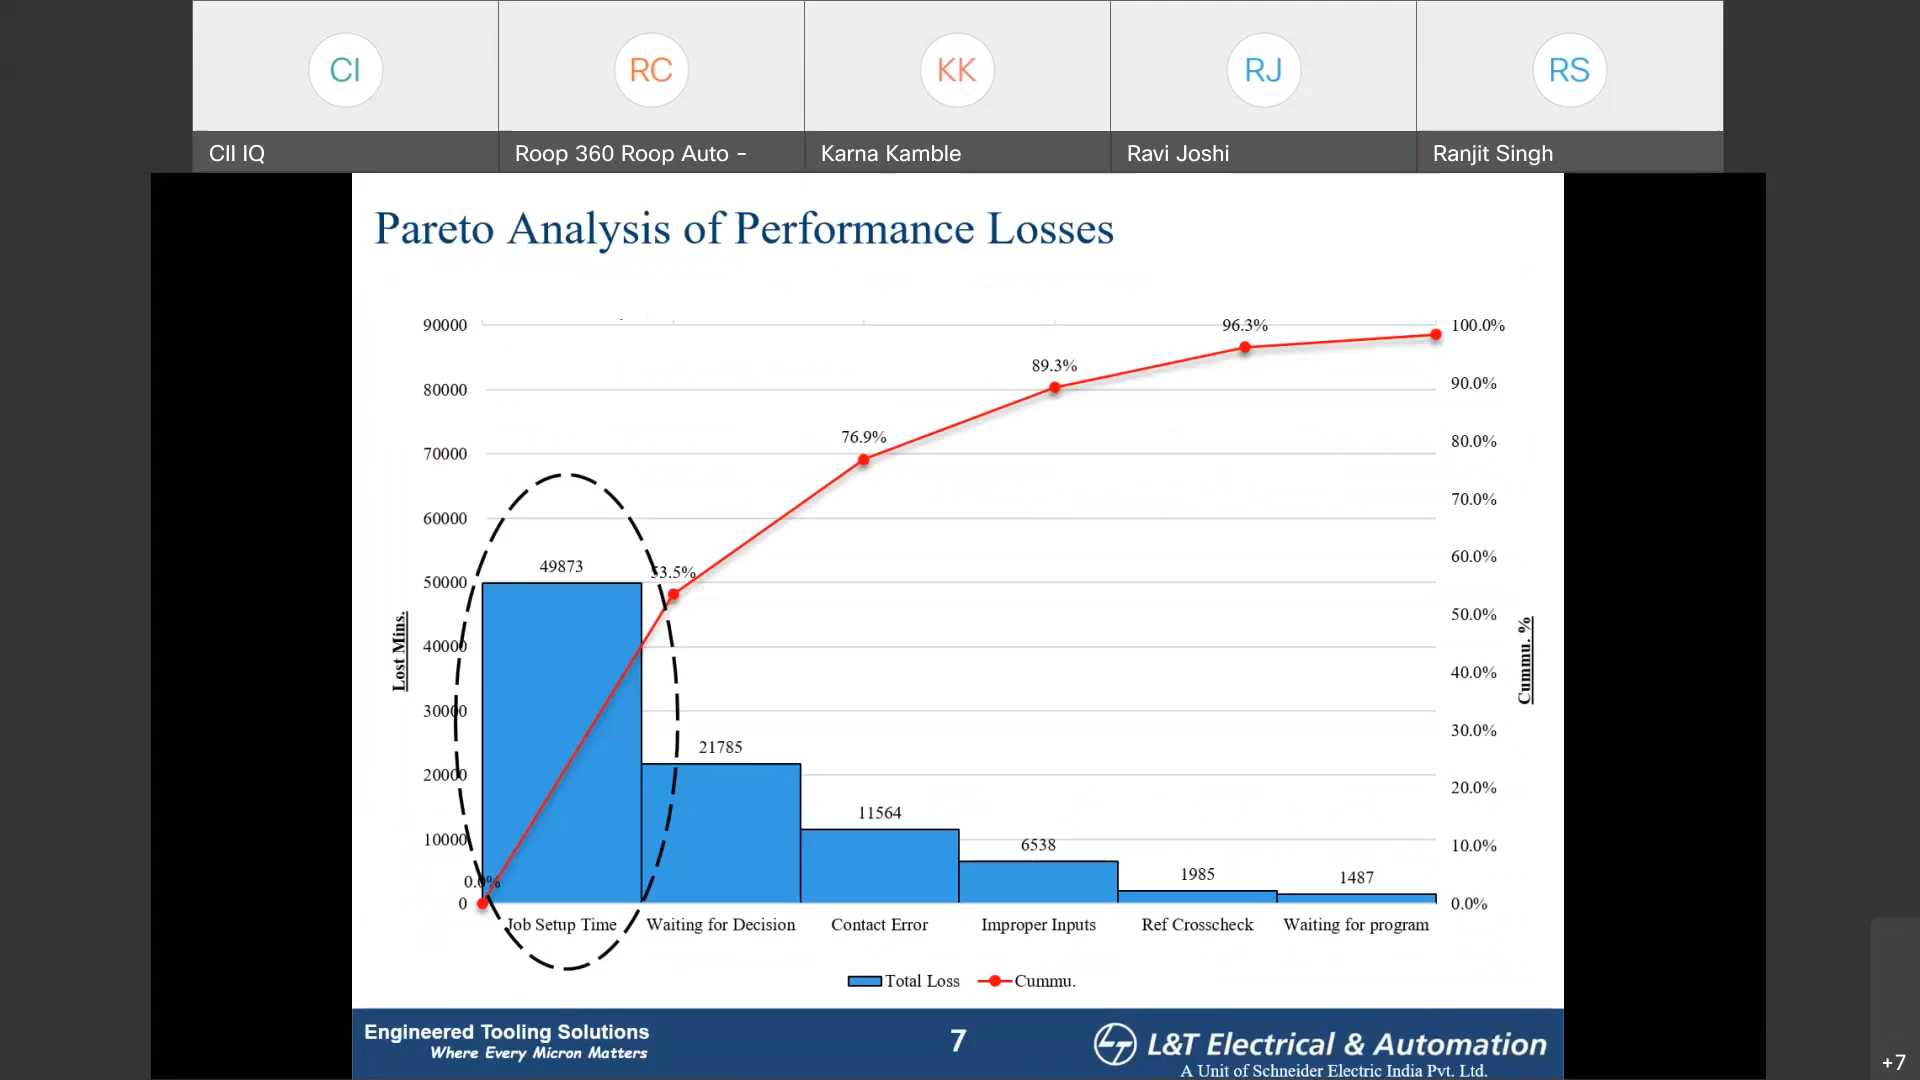 CI
RC
KK
RJ
RS
CII IQ
Roop 360 Roop Auto -
Karna Kamble
Ravi Joshi
Ranjit Singh
Pareto Analysis of Performance Losses
90000
80000
70000
60000
50000
40000
30000
20000
10000
0
Lost Mins.
49873
21785
11564
6538
1985
1487
0.0%
53.5%
76.9%
89.3%
96.3%
100.0%
90.0%
80.0%
70.0%
60.0%
50.0%
40.0%
30.0%
20.0%
10.0%
0.0%
Cummu. %
Job Setup Time
Waiting for Decision
Contact Error
Improper Inputs
Ref Crosscheck
Waiting for program
Total Loss
Cummu.
Engineered Tooling Solutions
Where Every Micron Matters
7
L&T Electrical & Automation
A Unit of Schneider Electric India Pvt. Ltd.
+7